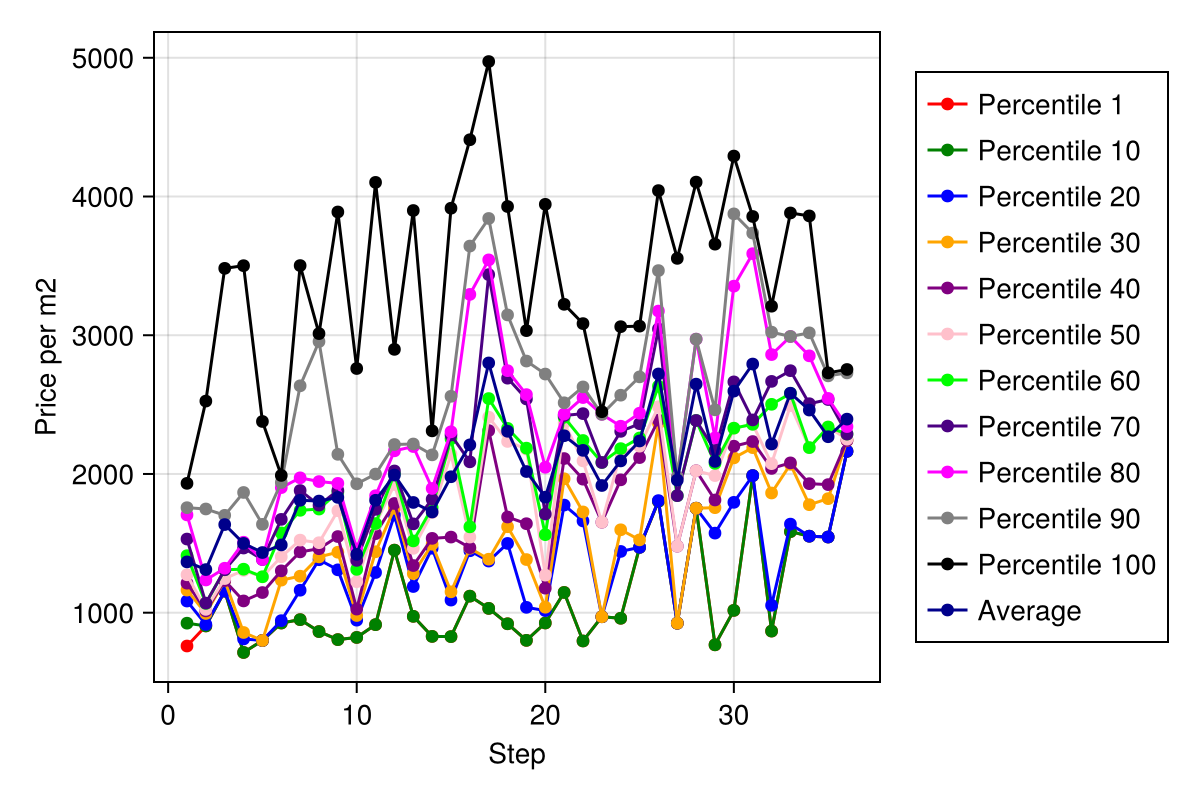 5000
4000
3000
2000
1000
Price per m2
0
10
20
30
Step
Percentile 1
Percentile 10
Percentile 20
Percentile 30
Percentile 40
Percentile 50
Percentile 60
Percentile 70
Percentile 80
Percentile 90
Percentile 100
Average